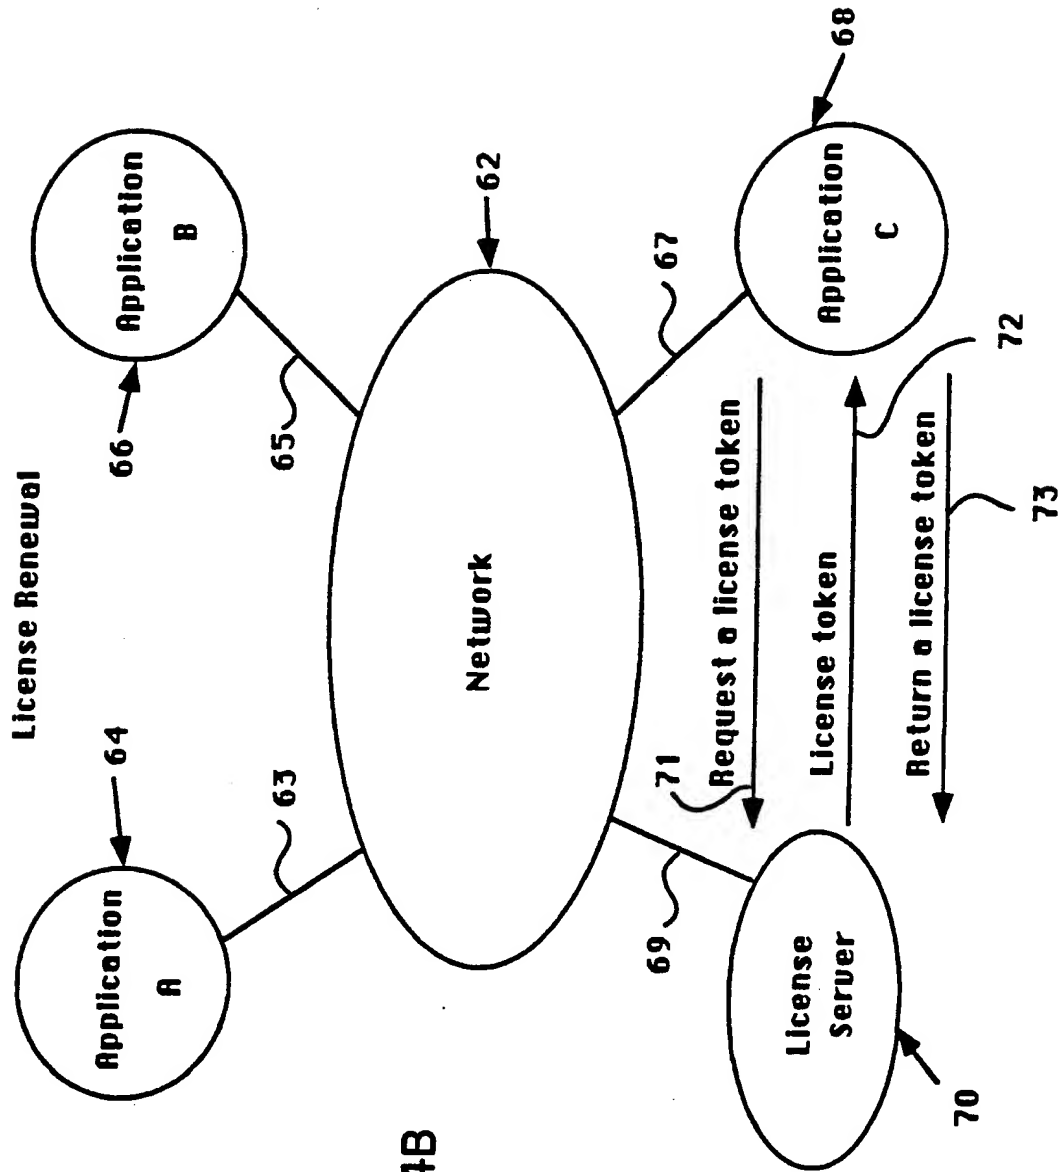 License Renewal
64
Application
A
63
66
Application
B
65
Network
62
67
Application
C
68
69
71
Request a license token
License token
72
Return a license token
73
License
Server
70
4B